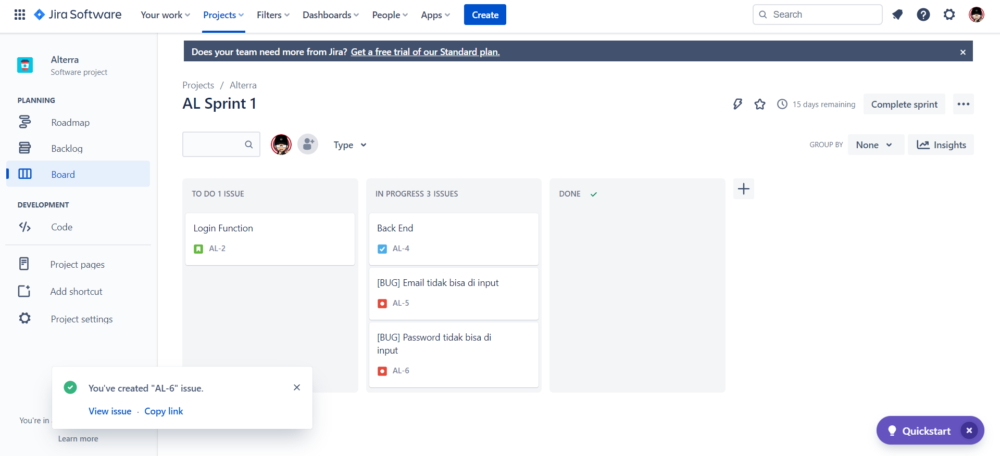 Jira Software
Your work
Projects
Filters
Dashboards
People
Apps
Create
Search
Alterra
Software project
Does your team need more from Jira? Get a free trial of our Standard plan.
Projects / Alterra
AL Sprint 1
15 days remaining
Complete sprint
PLANNING
Roadmap
Backlog
Board
Type
GROUP BY
None
Insights
DEVELOPMENT
Code
Project pages
Add shortcut
Project settings
TO DO 1 ISSUE
Login Function
AL-2
IN PROGRESS 3 ISSUES
Back End
AL-4
[BUG] Email tidak bisa di input
AL-5
[BUG] Password tidak bisa di
input
AL-6
DONE
You've created "AL-6" issue.
View issue · Copy link
You're in
Learn more
Quickstart